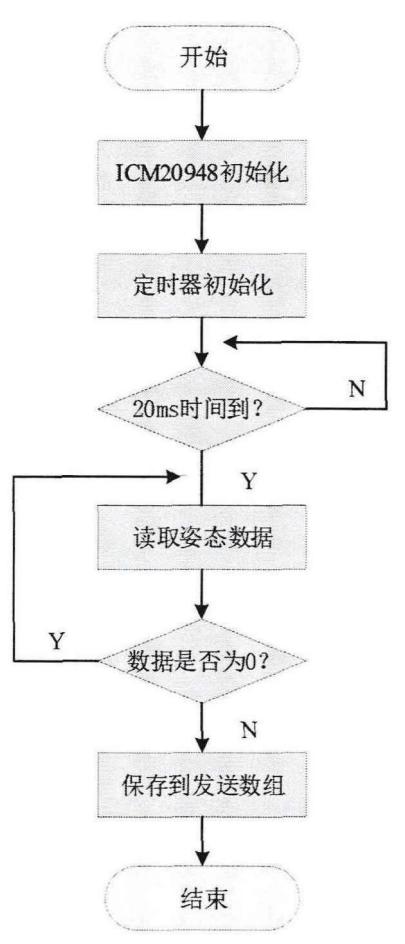 开始
ICM20948初始化
定时器初始化
20ms时间到?
N
Y
读取姿态数据
Y
数据是否为0?
N
保存到发送数组
结束